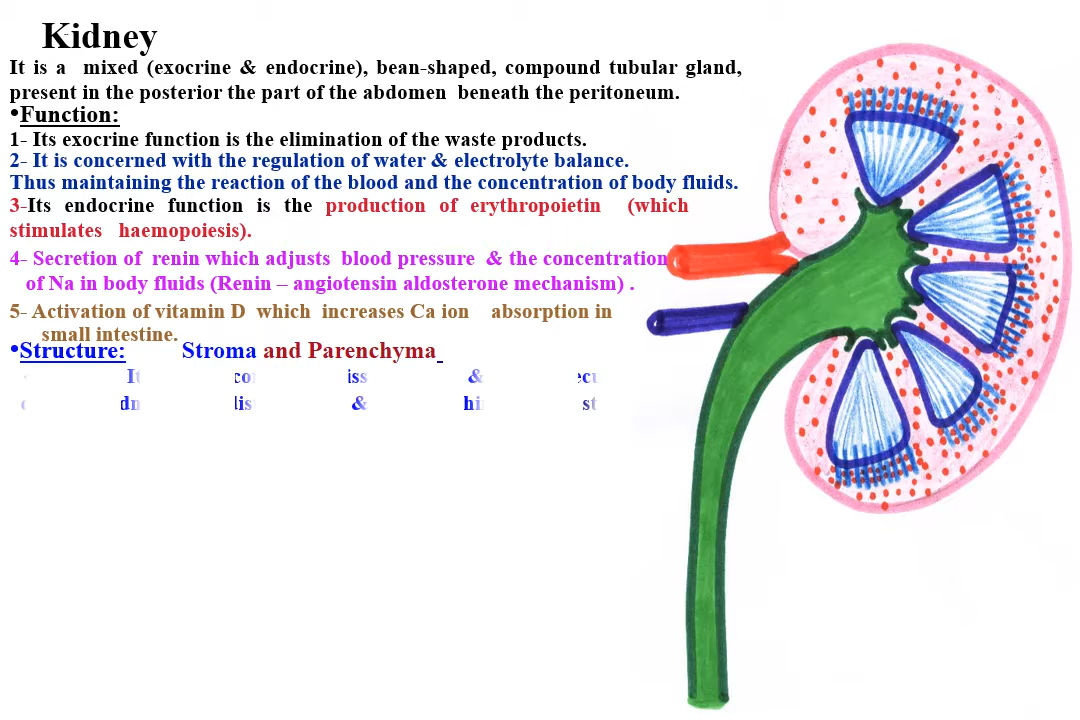 Kidney
It is a mixed (exocrine & endocrine), bean-shaped, compound tubular gland,
present in the posterior the part of the abdomen beneath the peritoneum.
•Function:
1- Its exocrine function is the elimination of the waste products.
2- It is concerned with the regulation of water & electrolyte balance.
Thus maintaining the reaction of the blood and the concentration of body fluids.
3-Its endocrine function is the production of erythropoietin (which
stimulates haemopoiesis).
4- Secretion of renin which adjusts blood pressure & the concentration
of Na in body fluids (Renin – angiotensin aldosterone mechanism) .
5- Activation of vitamin D which increases Ca ion absorption in
small intestine.
•Structure: Stroma and Parenchyma
&
&